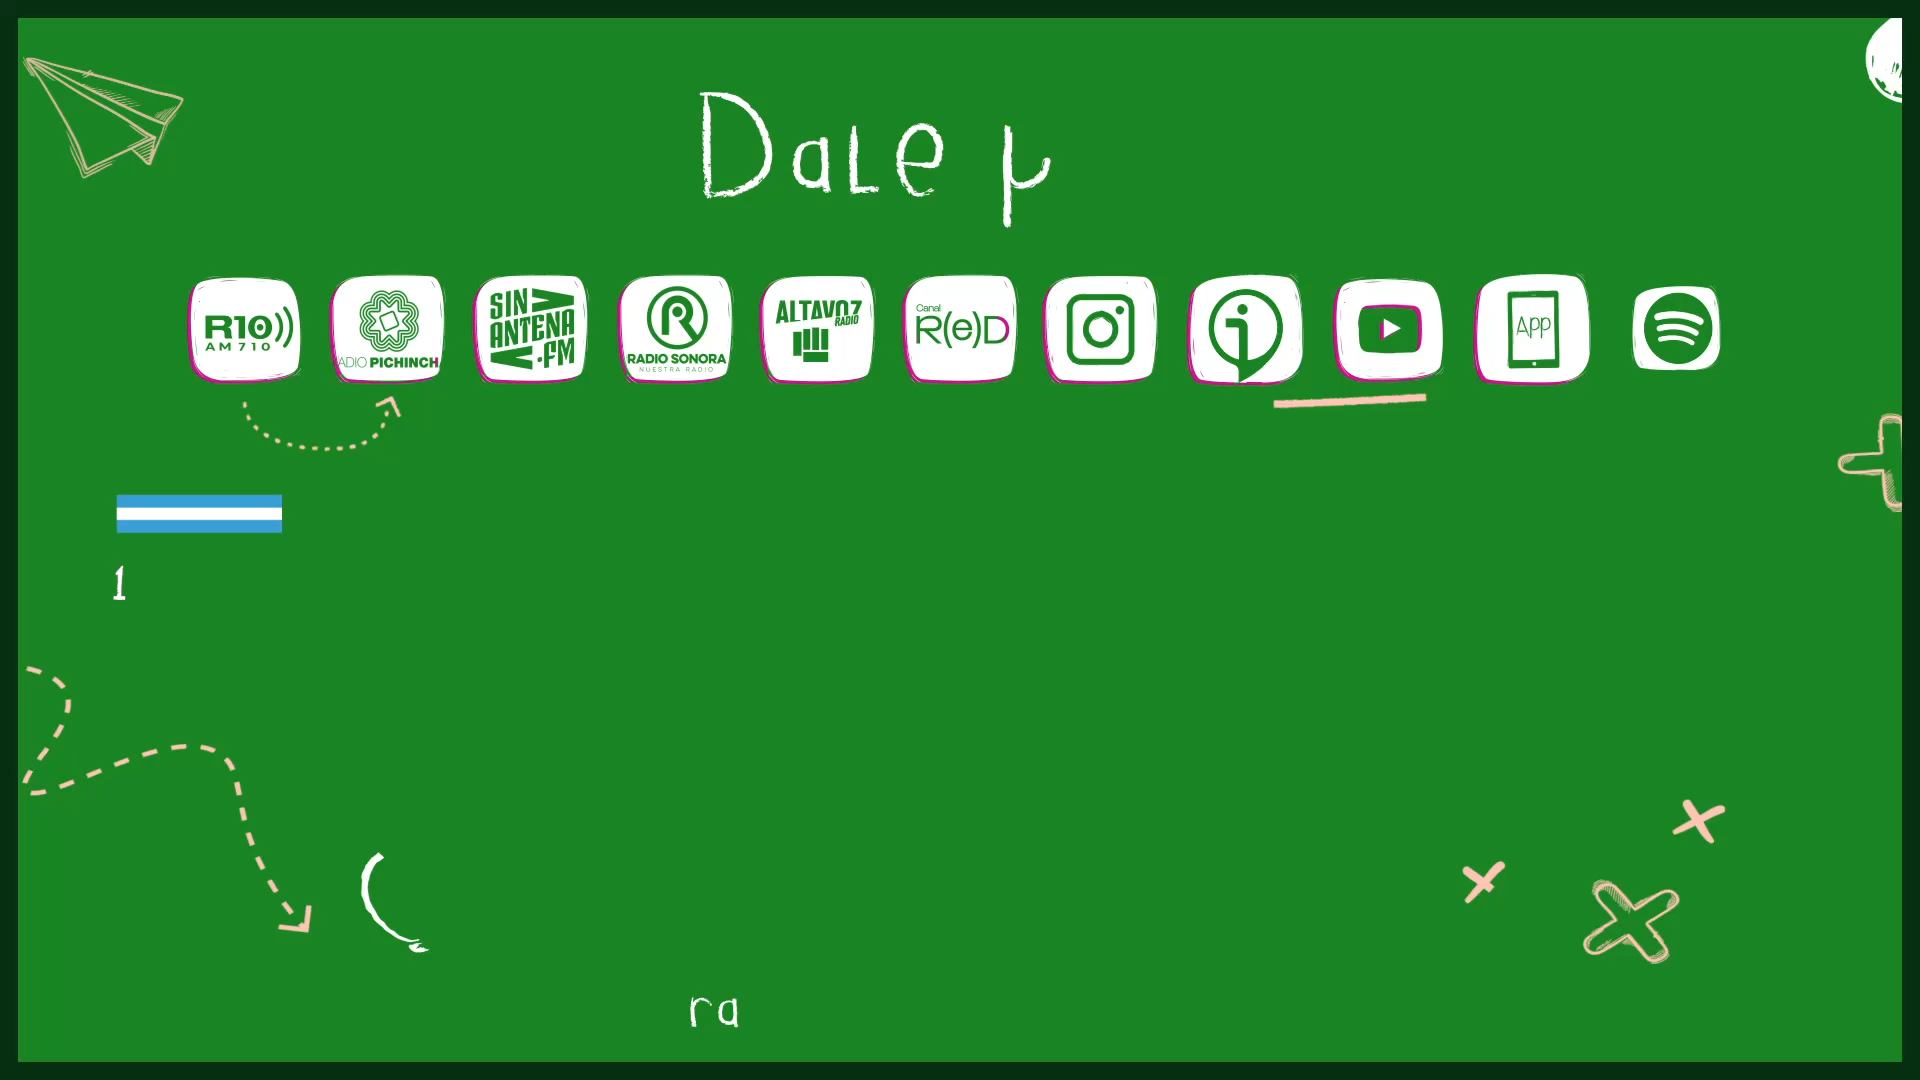 Dale p
R10
AM 710
RADIO PICHINCH
SIN
ANTENA
.FM
RADIO SONORA
NUESTRA RADIO
ALTAVOZ
RADIO
Canal
R(e)D
App
1
ra